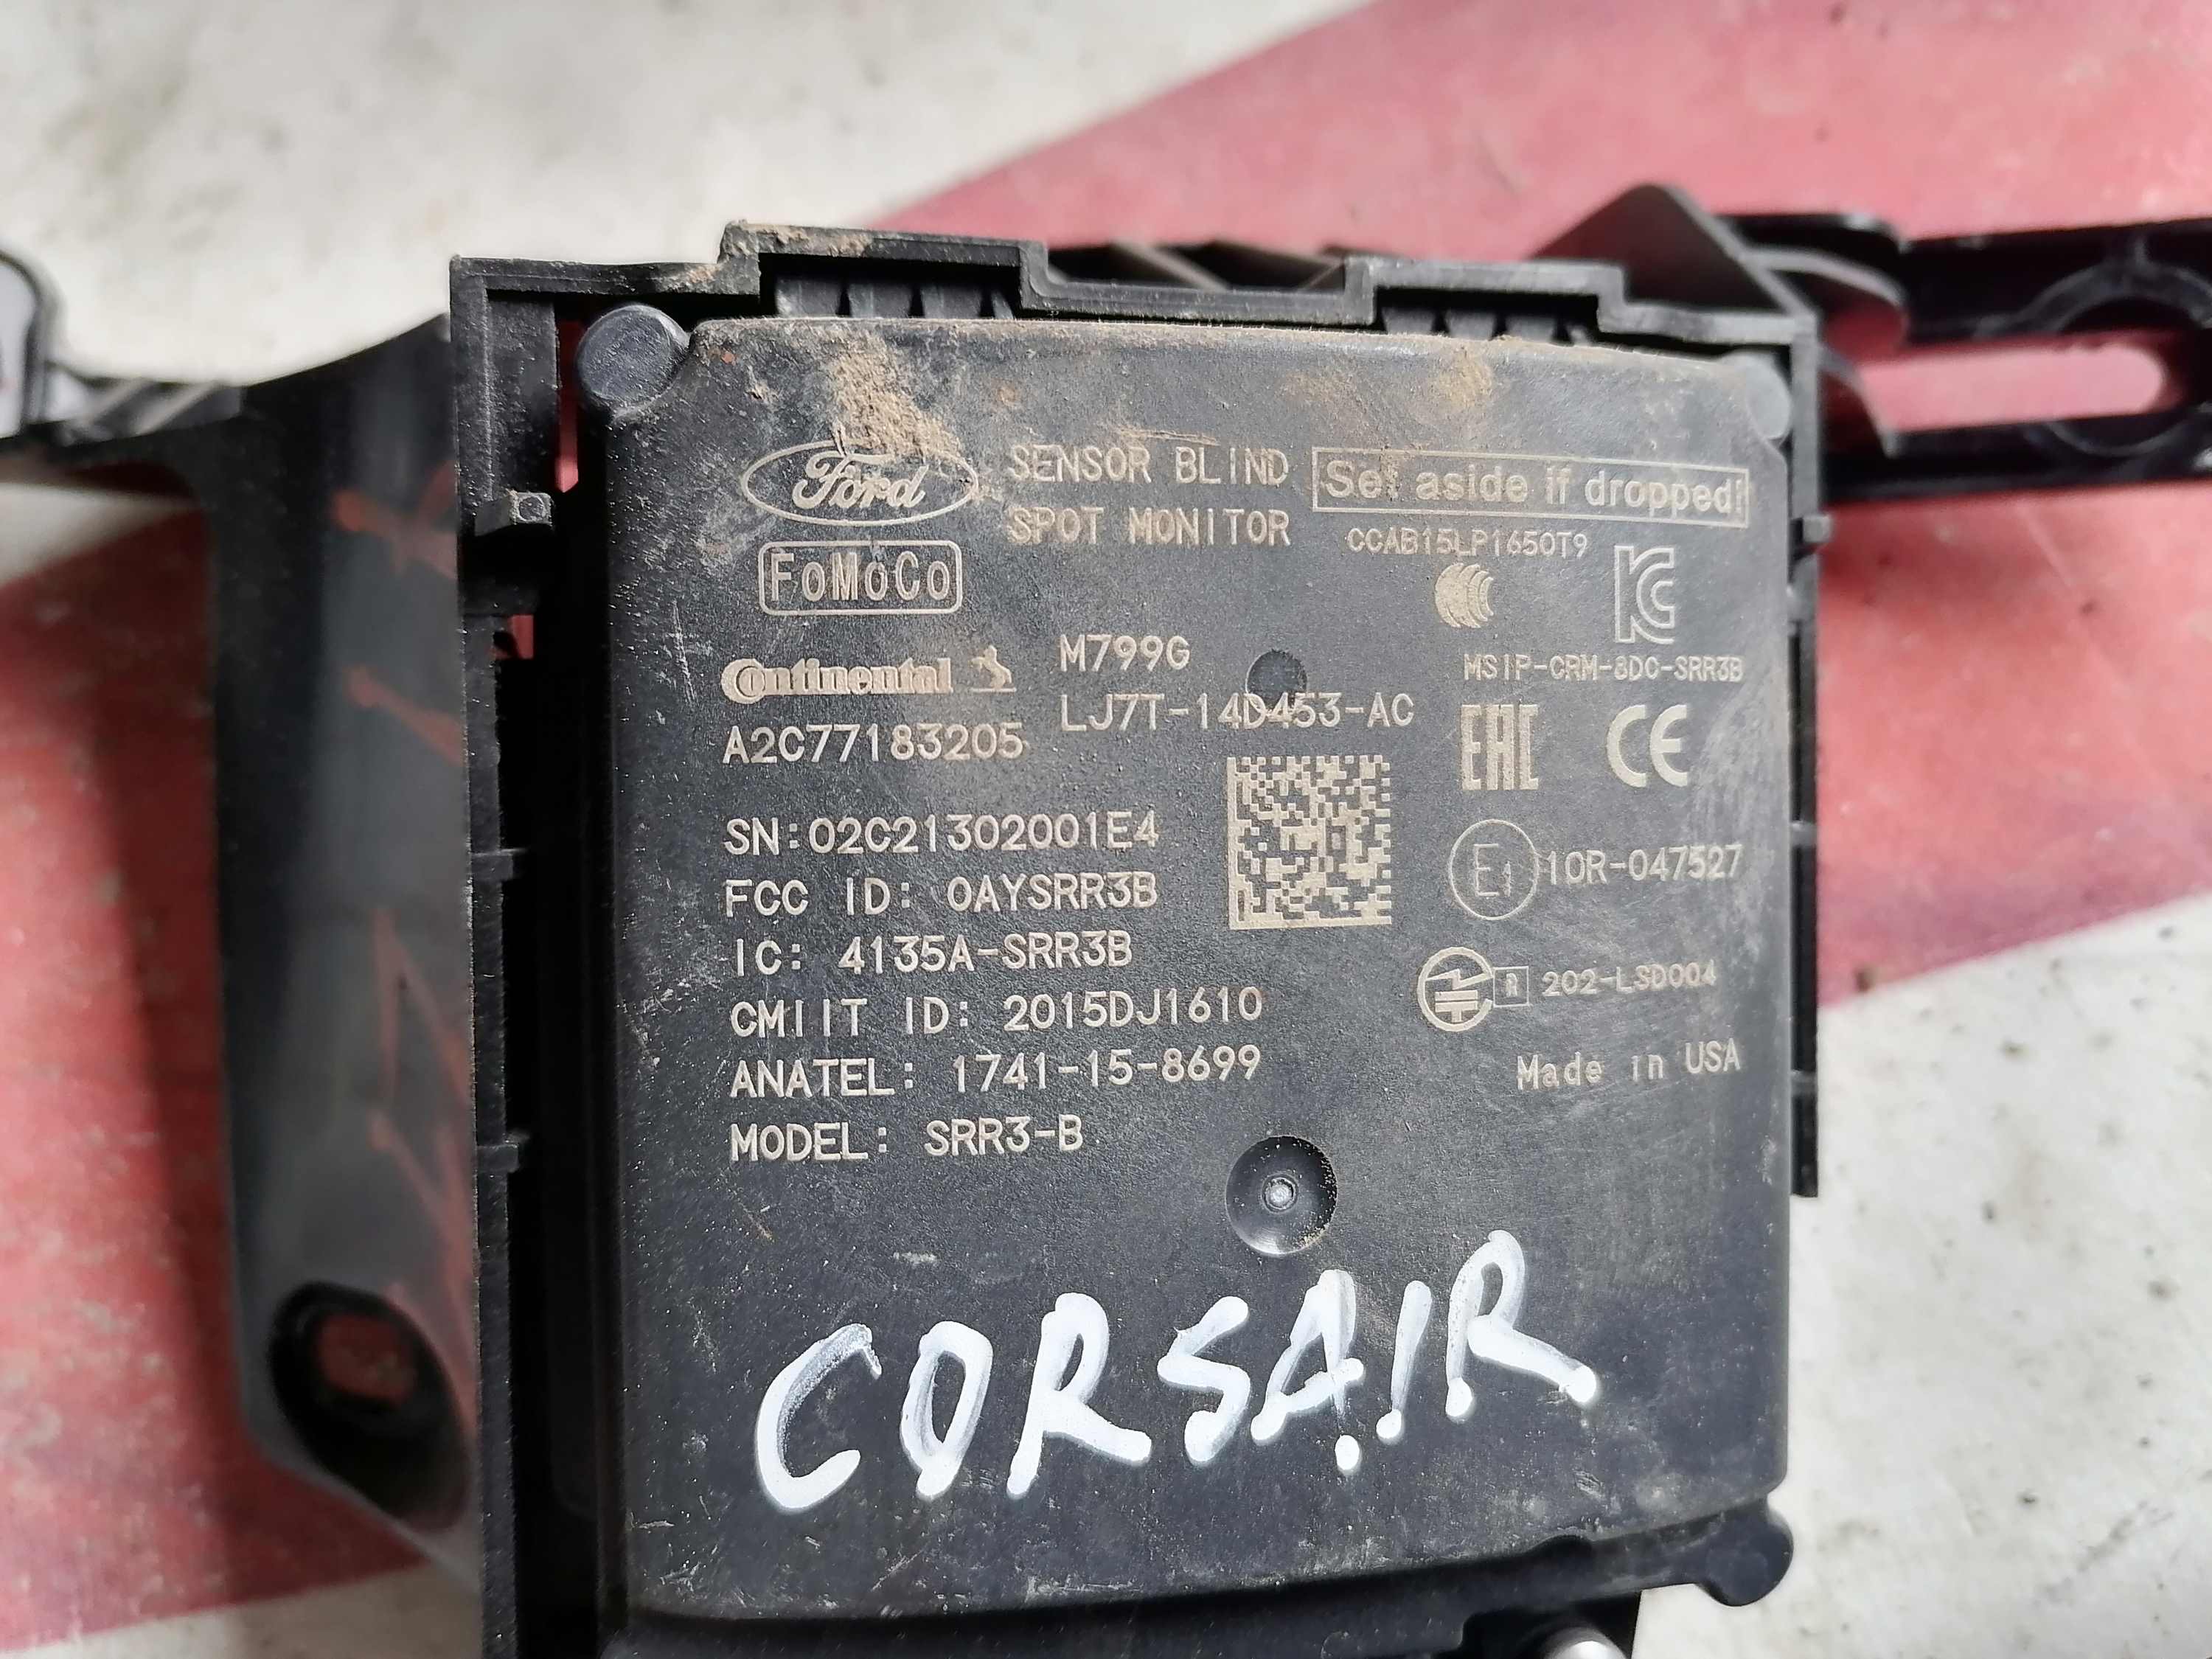 Ford
SENSOR BLIND
SPOT MONITOR
Set aside if dropped!
FoMoCo
CCAB15LP1650T9
Continental
A2C77183205
M799G
LJ7T-14D453-AC
MSIP-CRM-8DC-SRR3B
EAC
CE
SN:02C21302001E4
FCC ID: OAYSRR3B
IC: 4135A-SRR3B
CMIIT ID: 2015DJ1610
ANATEL: 1741-15-8699
MODEL: SRR3-B
E1 10R-047527
R 202-LSD004
Made in USA
CORSAIR